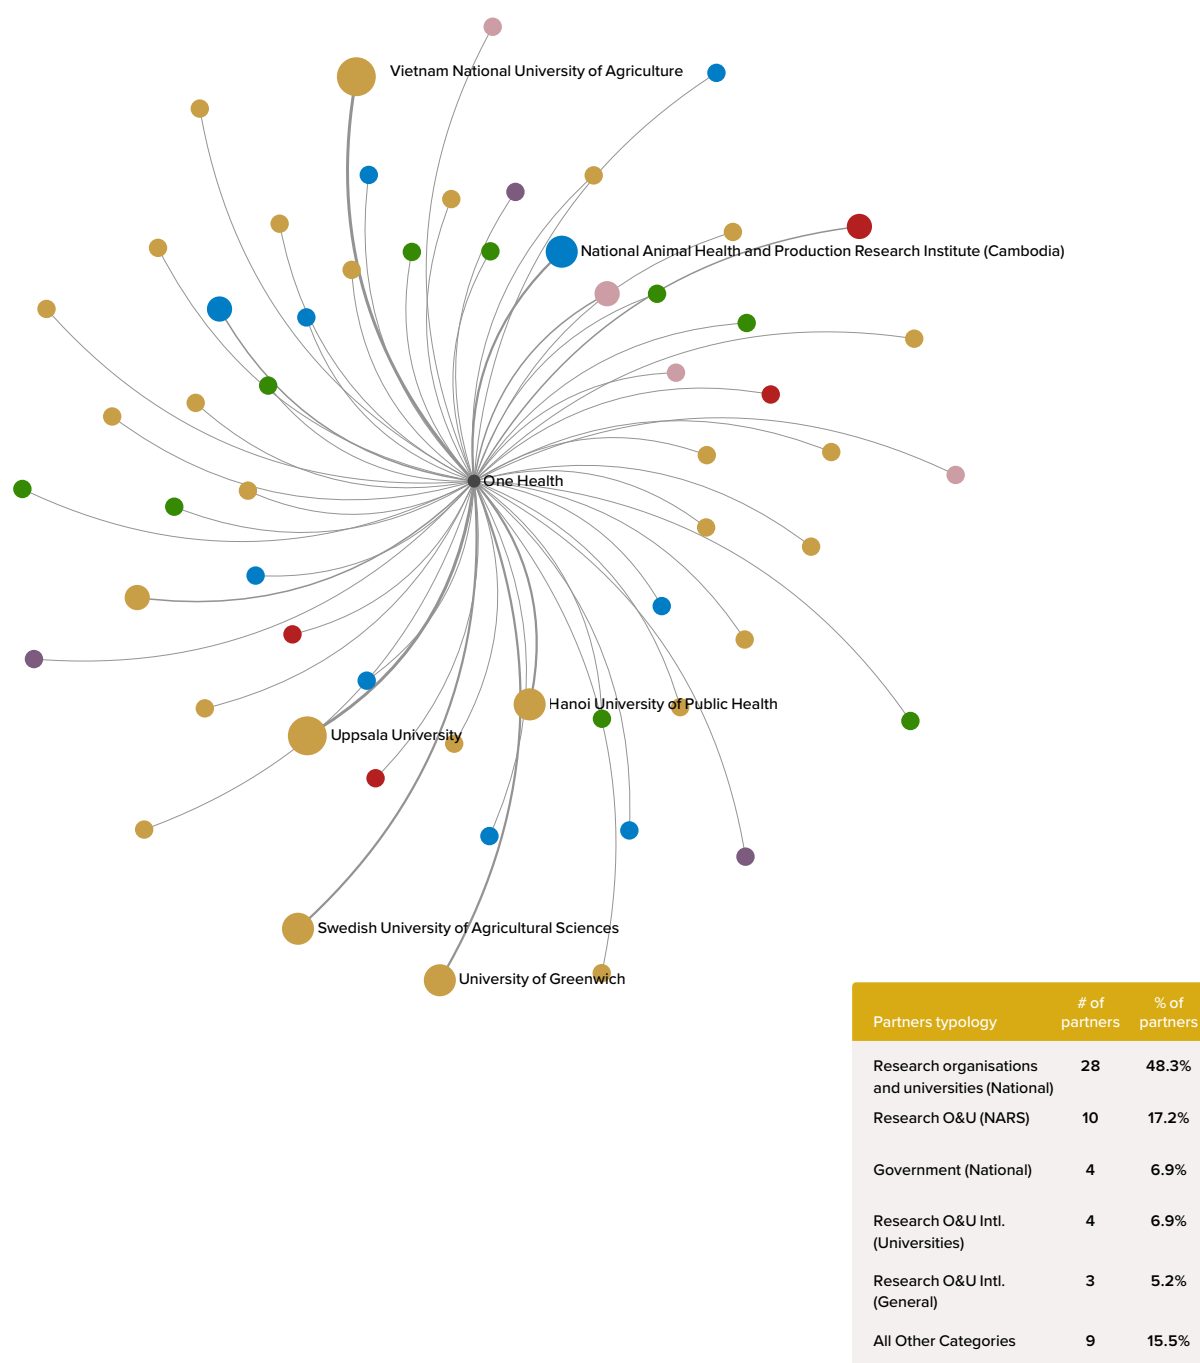 Vietnam National University of Agriculture
National Animal Health and Production Research Institute (Cambodia)
One Health
Hanoi University of Public Health
Uppsala University
Swedish University of Agricultural Sciences
University of Greenwich
Partners typology
# of
partners
% of
partners
Research organisations
and universities (National)
28
48.3%
Research O&U (NARS)
10
17.2%
Government (National)
4
6.9%
Research O&U Intl.
(Universities)
4
6.9%
Research O&U Intl.
(General)
3
5.2%
All Other Categories
9
15.5%